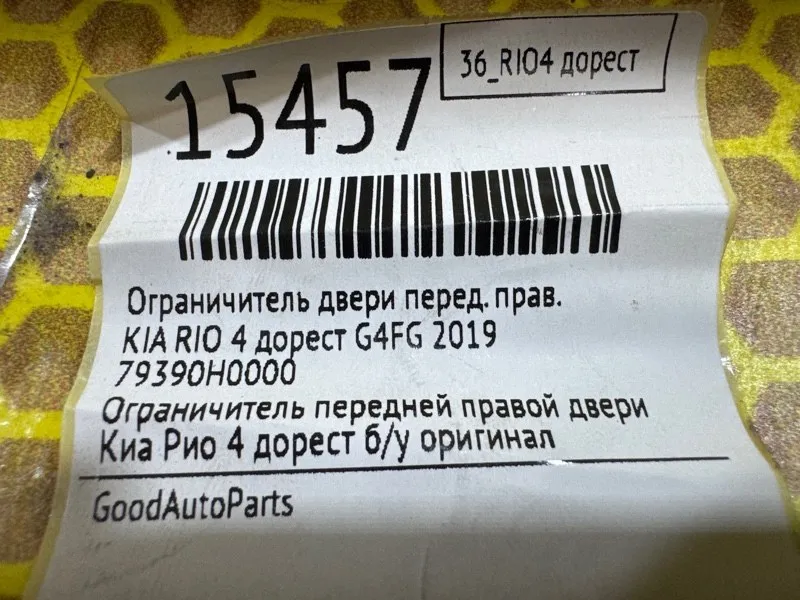 36_RIO4 дорест
15457
Ограничитель двери перед. прав.
KIA RIO 4 дорест G4FG 2019
79390H0000
Ограничитель передней правой двери
Киа Рио 4 дорест б/у оригинал
GoodAutoParts